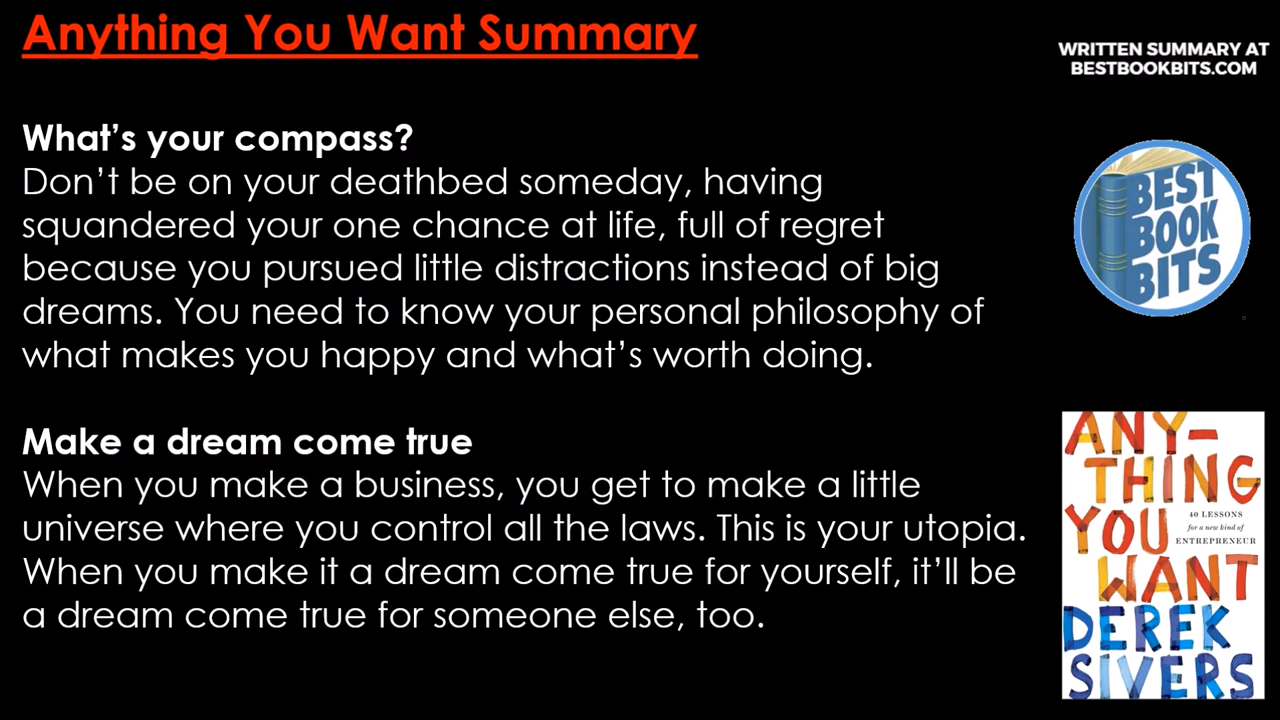 Anything You Want Summary
WRITTEN SUMMARY AT
BESTBOOKBITS.COM
What's your compass?
Don't be on your deathbed someday, having
squandered your one chance at life, full of regret
because you pursued little distractions instead of big
dreams. You need to know your personal philosophy of
what makes you happy and what's worth doing.
BEST
BOOK
BITS
Make a dream come true
When you make a business, you get to make a little
universe where you control all the laws. This is your utopia.
When you make it a dream come true for yourself, it'll be
a dream come true for someone else, too.
ANY–
THING
YOU
WANT
40 LESSONS
for a new kind of
ENTREPRENEUR
DEREK
SIVERS